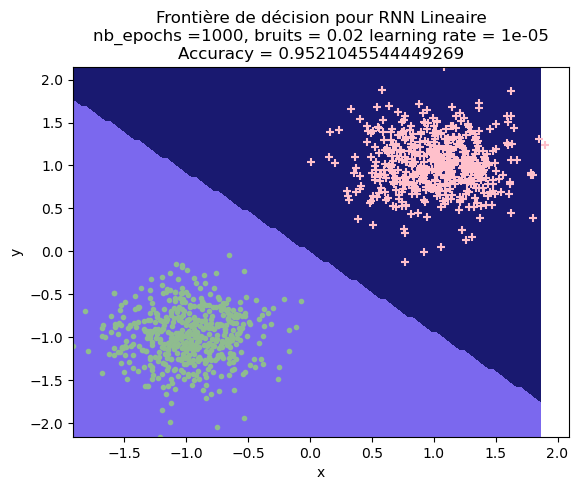 Frontière de décision pour RNN Lineaire
nb_epochs =1000, bruits = 0.02 learning rate = 1e-05
Accuracy = 0.9521045544449269
2.0
1.5
1.0
0.5
0.0
−0.5
−1.0
−1.5
−2.0
y
−1.5 −1.0 −0.5 0.0 0.5 1.0 1.5 2.0
x